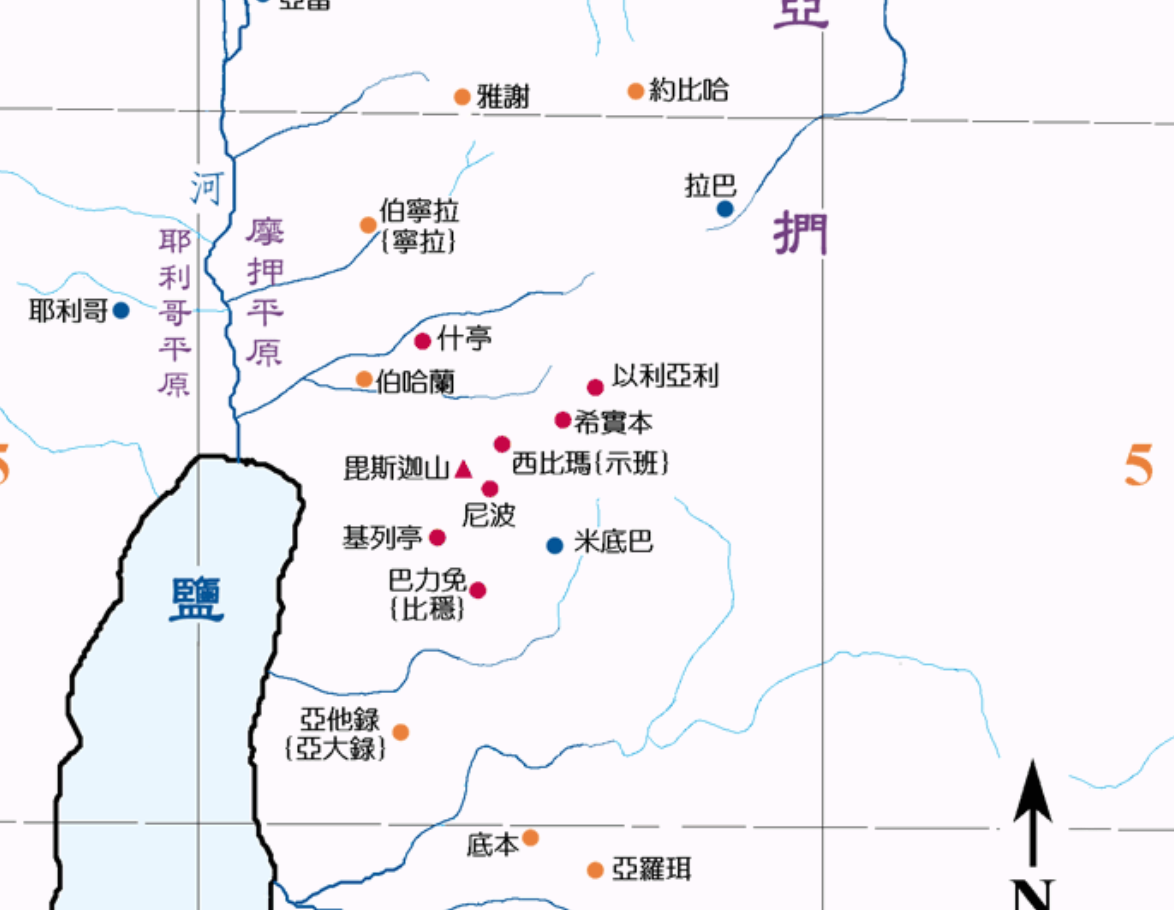 亞
雅謝
約比哈
拉巴
河
伯寧拉
{寧拉}
捫
摩押平原
耶利哥平原
耶利哥
什亭
伯哈蘭
以利亞利
希實本
西比瑪{示班}
毘斯迦山
尼波
5
5
基列亭
米底巴
巴力免
{比穩}
鹽
亞他錄
{亞大錄}
底本
亞羅珥
N